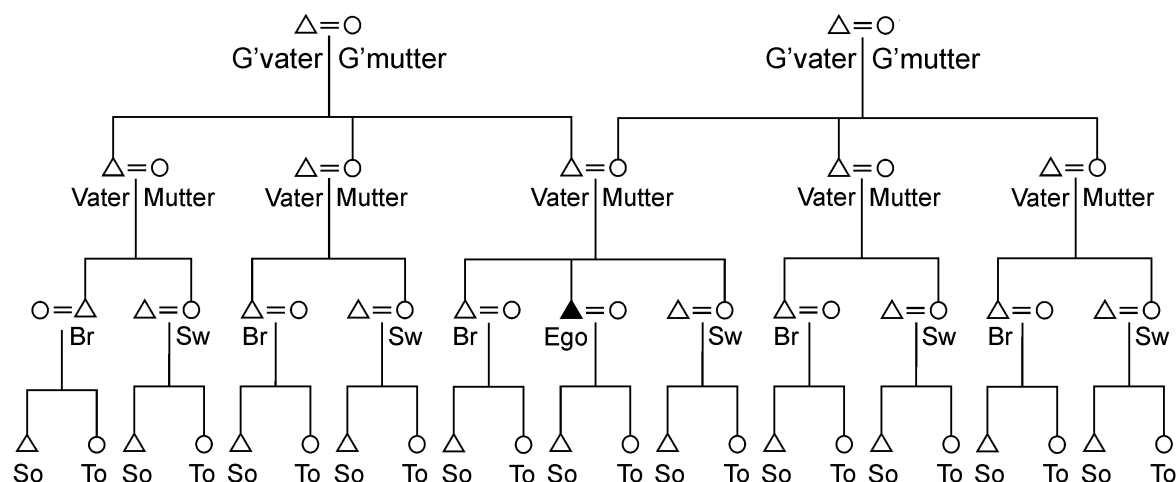 G'vater G'mutter G'vater G'mutter
Vater Mutter Vater Mutter Vater Mutter Vater Mutter Vater Mutter
Br Sw Br Sw Br Ego Sw Br Sw Br Sw
So To So To So To So To So To So To So To So To So To So To So To